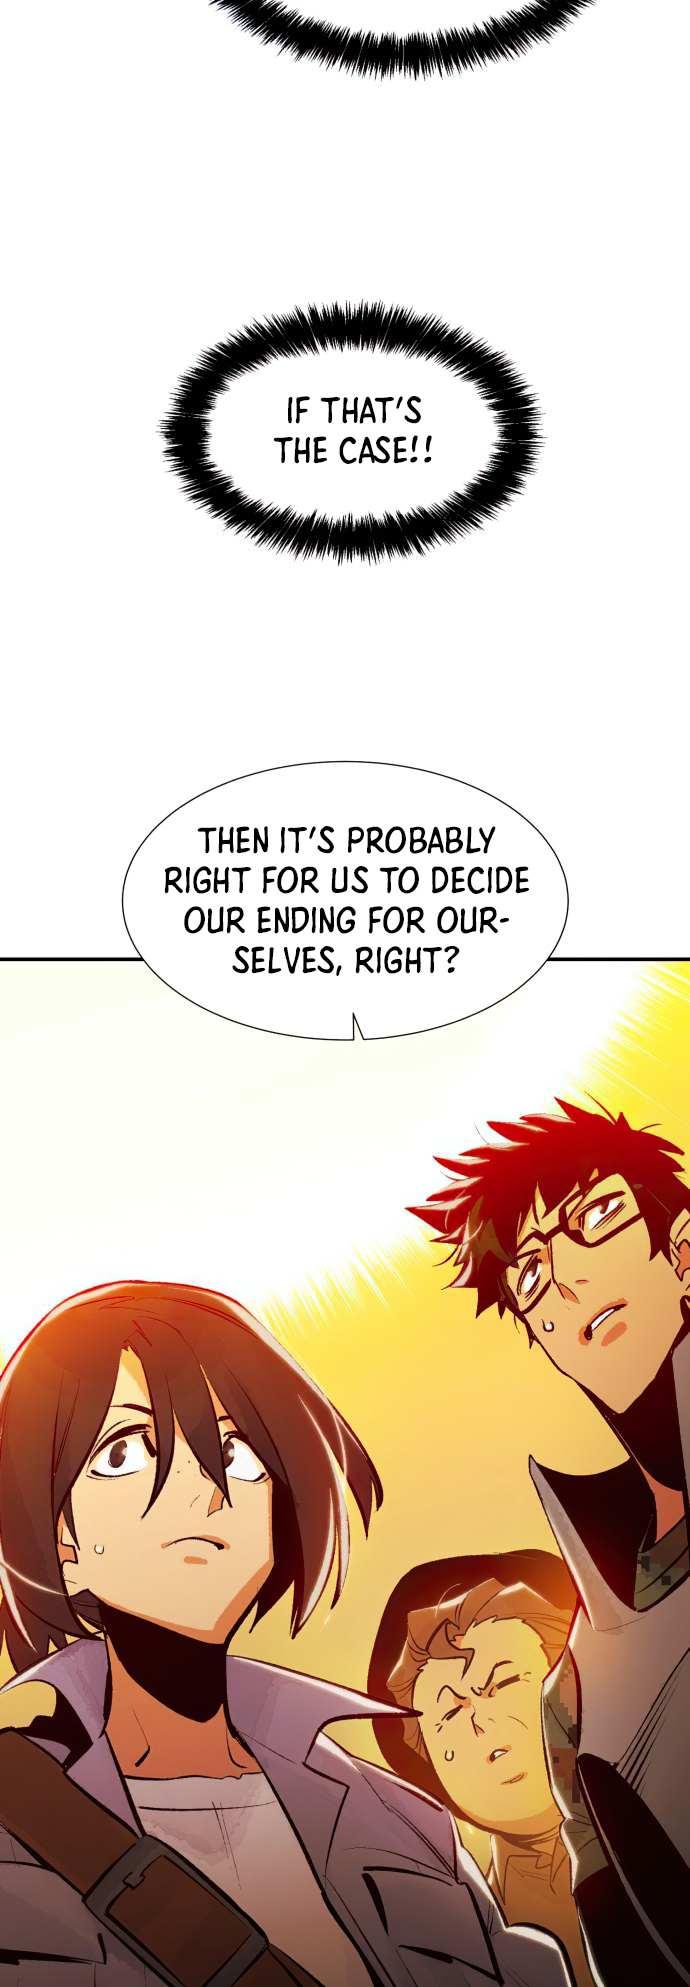 IF THAT'S
THE CASE!!
THEN IT'S PROBABLY
RIGHT FOR US TO DECIDE
OUR ENDING FOR OUR-
SELVES, RIGHT?